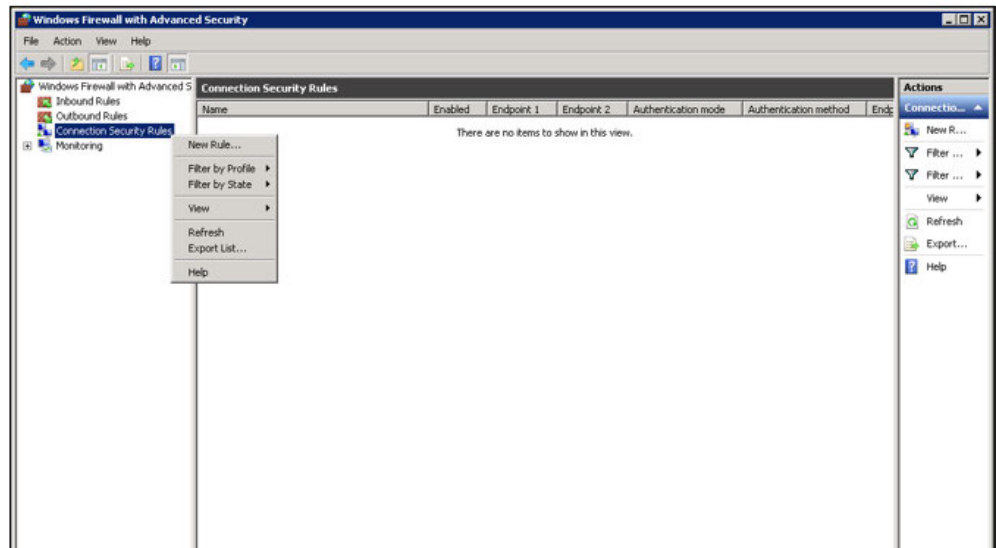 Windows Firewall with Advanced Security
File Action View Help
Windows Firewall with Advanced S
Inbound Rules
Outbound Rules
Connection Security Rules
Monitoring
Connection Security Rules
Name Enabled Endpoint 1 Endpoint 2 Authentication mode Authentication method Endp
There are no items to show in this view.
New Rule...
Filter by Profile
Filter by State
View
Refresh
Export List...
Help
Actions
Connectio...
New R...
Filter ...
Filter ...
View
Refresh
Export...
Help